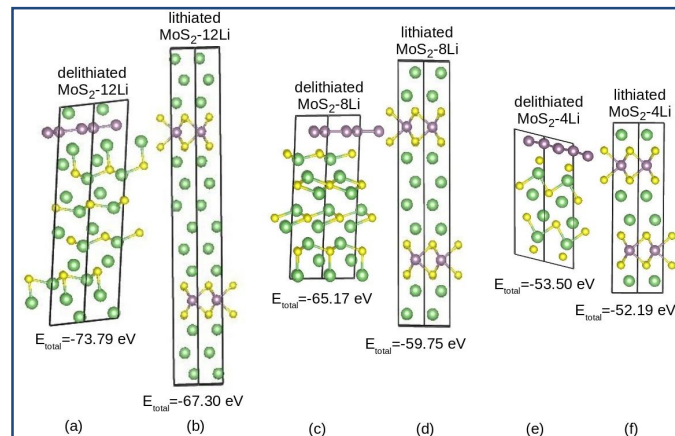 delithiated
MoS2-12Li
Etotal=-73.79 eV
(a)
lithiated
MoS2-12Li
Etotal=-67.30 eV
(b)
delithiated
MoS2-8Li
Etotal=-65.17 eV
(c)
lithiated
MoS2-8Li
Etotal=-59.75 eV
(d)
delithiated
MoS2-4Li
Etotal=-53.50 eV
(e)
lithiated
MoS2-4Li
Etotal=-52.19 eV
(f)